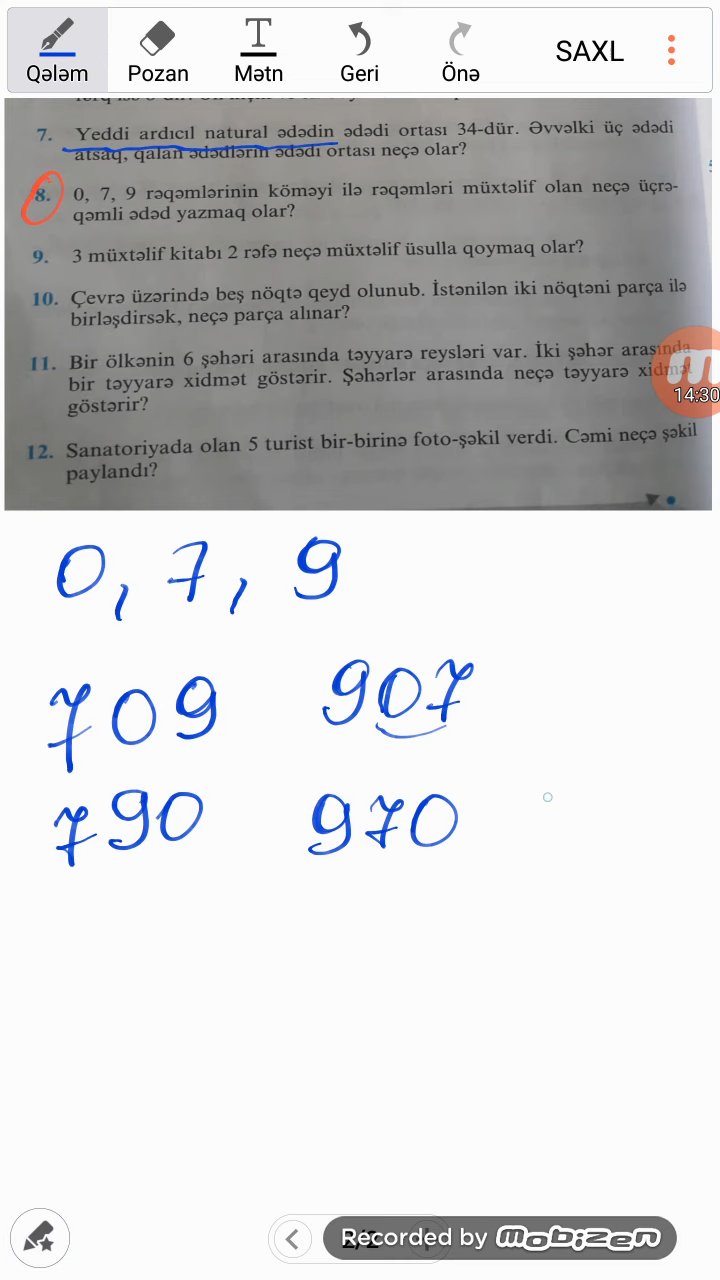 Qələm Pozan Mətn Geri Önə SAXL
7. Yeddi ardıcıl natural ədədin ədədi ortası 34-dür. Əvvəlki üç ədədi
atsaq, qalan ədədlərin ədədi ortası neçə olar?
8. 0, 7, 9 rəqəmlərinin köməyi ilə rəqəmləri müxtəlif olan neçə üçrə-
qəmli ədəd yazmaq olar?
9. 3 müxtəlif kitabı 2 rəfə neçə müxtəlif üsulla qoymaq olar?
10. Çevrə üzərində beş nöqtə qeyd olunub. İstənilən iki nöqtəni parça ilə
birləşdirsək, neçə parça alınar?
11. Bir ölkənin 6 şəhəri arasında təyyarə reysləri var. İki şəhər arasında
bir təyyarə xidmət göstərir. Şəhərlər arasında neçə təyyarə xidmət
14:30
göstərir?
12. Sanatoriyada olan 5 turist bir-birinə foto-şəkil verdi. Cəmi neçə şəkil
paylandı?
0, 7, 9
709 907
790 970
Recorded by mobizen